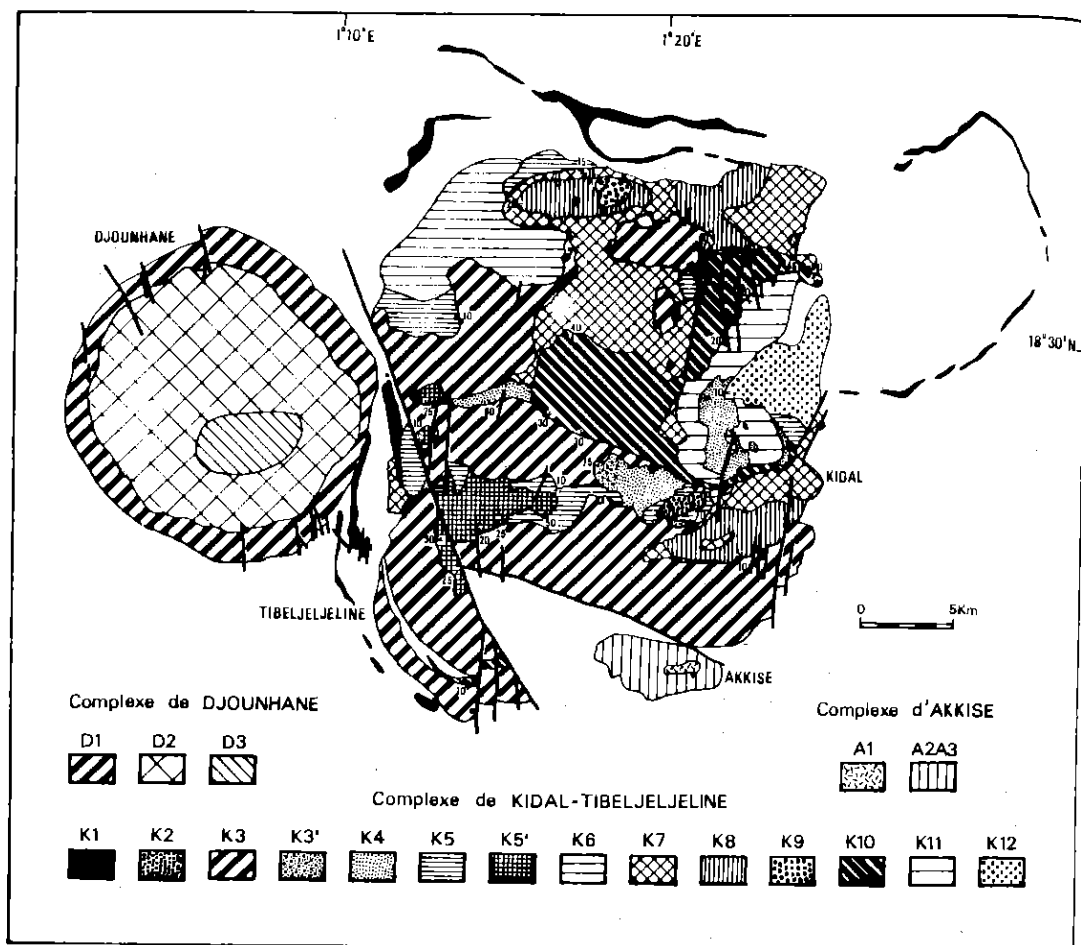 1°10'E 1°20'E
DJOUNHANE
18°30'N
KIDAL
TIBELJELJELINE
0 5Km
AKKISE
Complexe de DJOUNHANE
Complexe d'AKKISE
D1 D2 D3
A1 A2A3
Complexe de KIDAL-TIBELJELJELINE
K1 K2 K3 K3' K4 K5 K5' K6 K7 K8 K9 K10 K11 K12